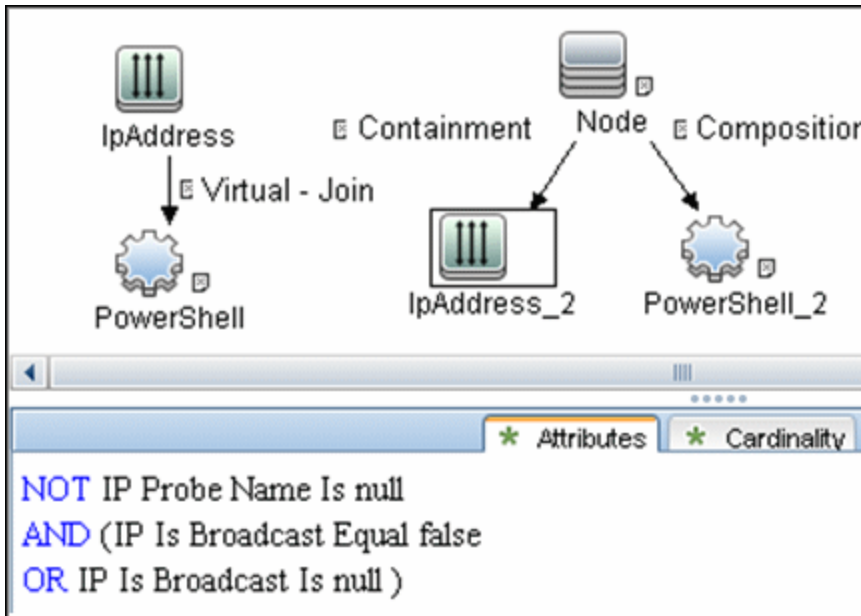 IpAddress
Virtual - Join
PowerShell
Node
Containment
Composition
IpAddress_2
PowerShell_2
Attributes
Cardinality
NOT IP Probe Name Is null
AND (IP Is Broadcast Equal false
OR IP Is Broadcast Is null )